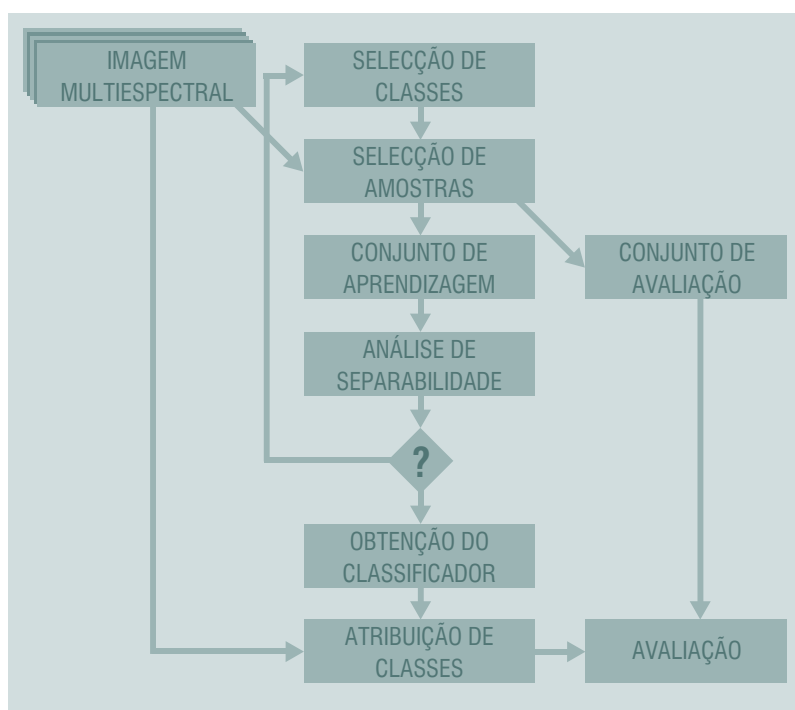 IMAGEM
MULTIESPECTRAL
SELECÇÃO DE
CLASSES
SELECÇÃO DE
AMOSTRAS
CONJUNTO DE
APRENDIZAGEM
CONJUNTO DE
AVALIAÇÃO
ANÁLISE DE
SEPARABILIDADE
?
OBTENÇÃO DO
CLASSIFICADOR
ATRIBUIÇÃO DE
CLASSES
AVALIAÇÃO